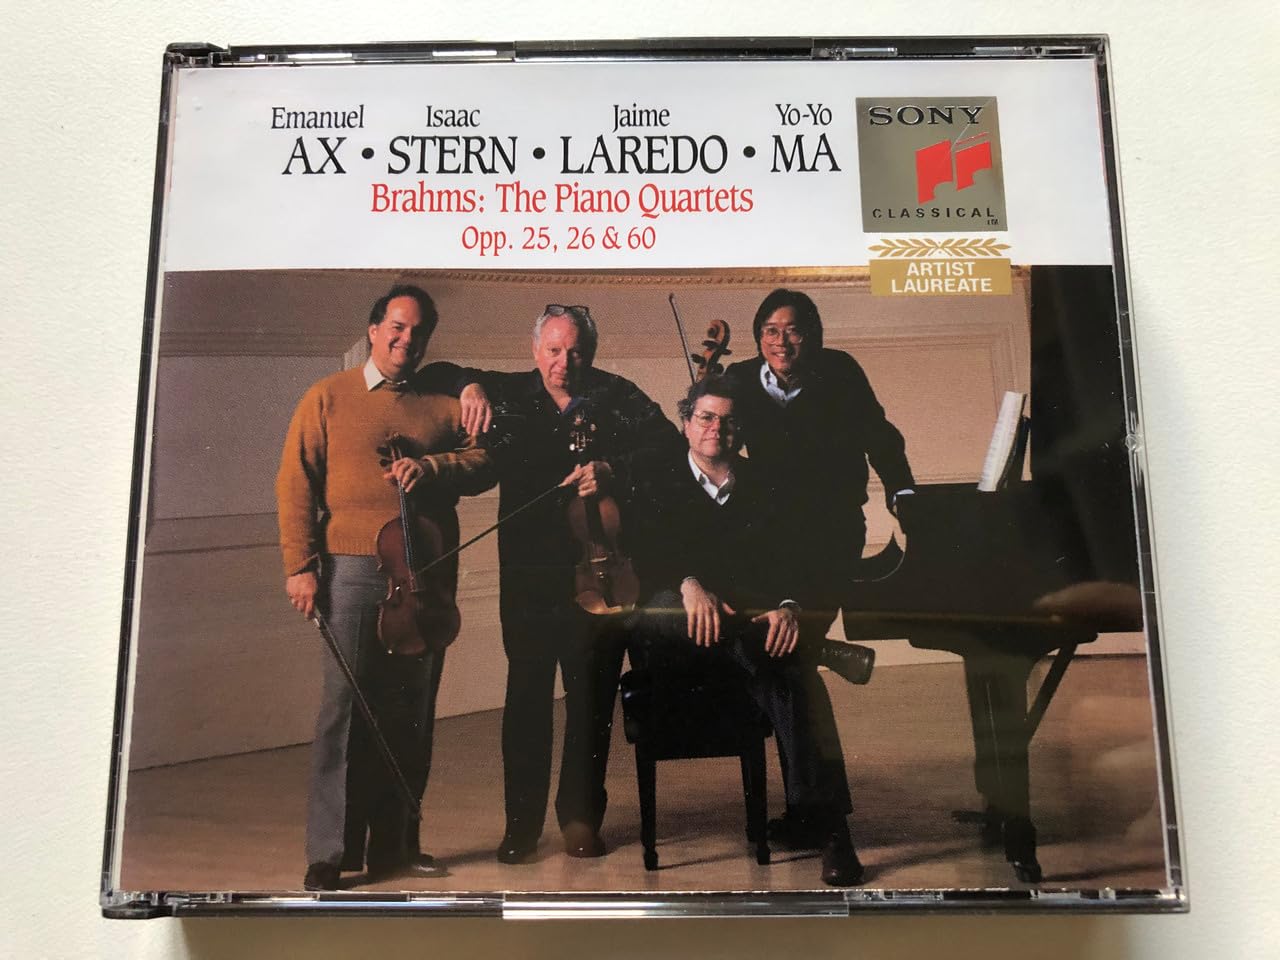 Emanuel Isaac Jaime Yo-Yo
AX • STERN • LAREDO • MA
Brahms: The Piano Quartets
Opp. 25, 26 & 60
SONY
CLASSICAL
TM
ARTIST
LAUREATE